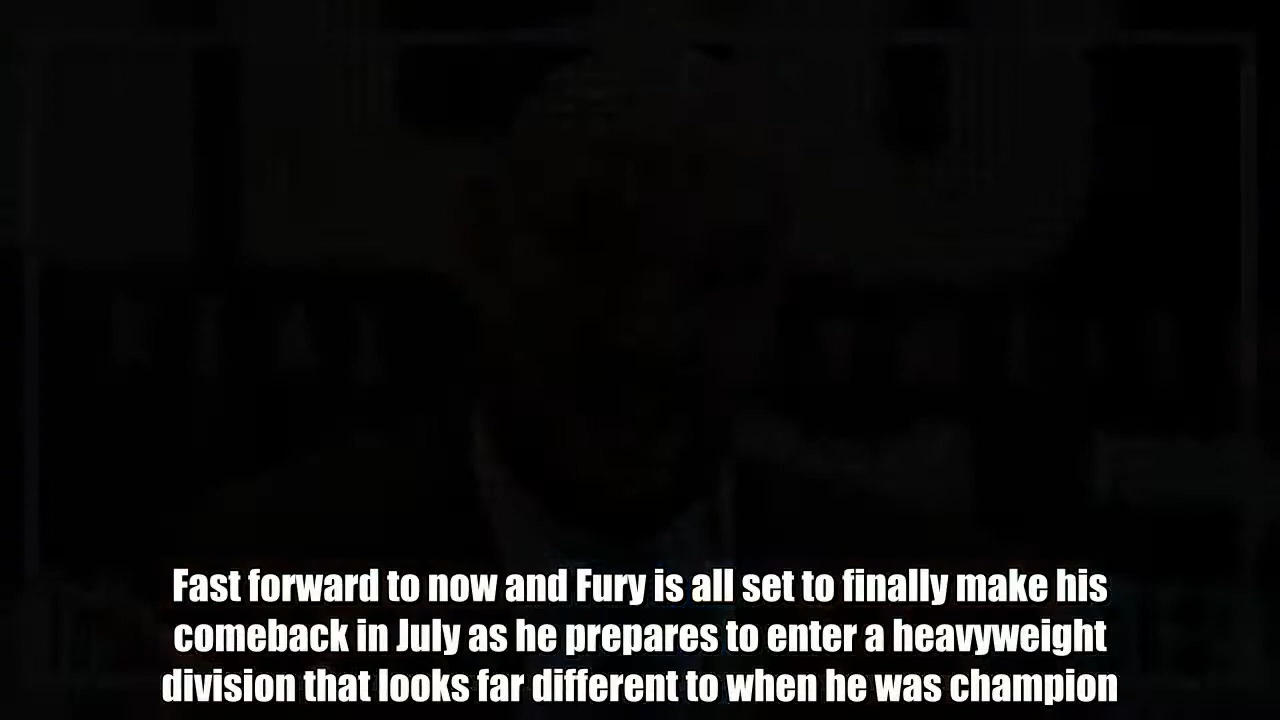 Fast forward to now and Fury is all set to finally make his
comeback in July as he prepares to enter a heavyweight
division that looks far different to when he was champion